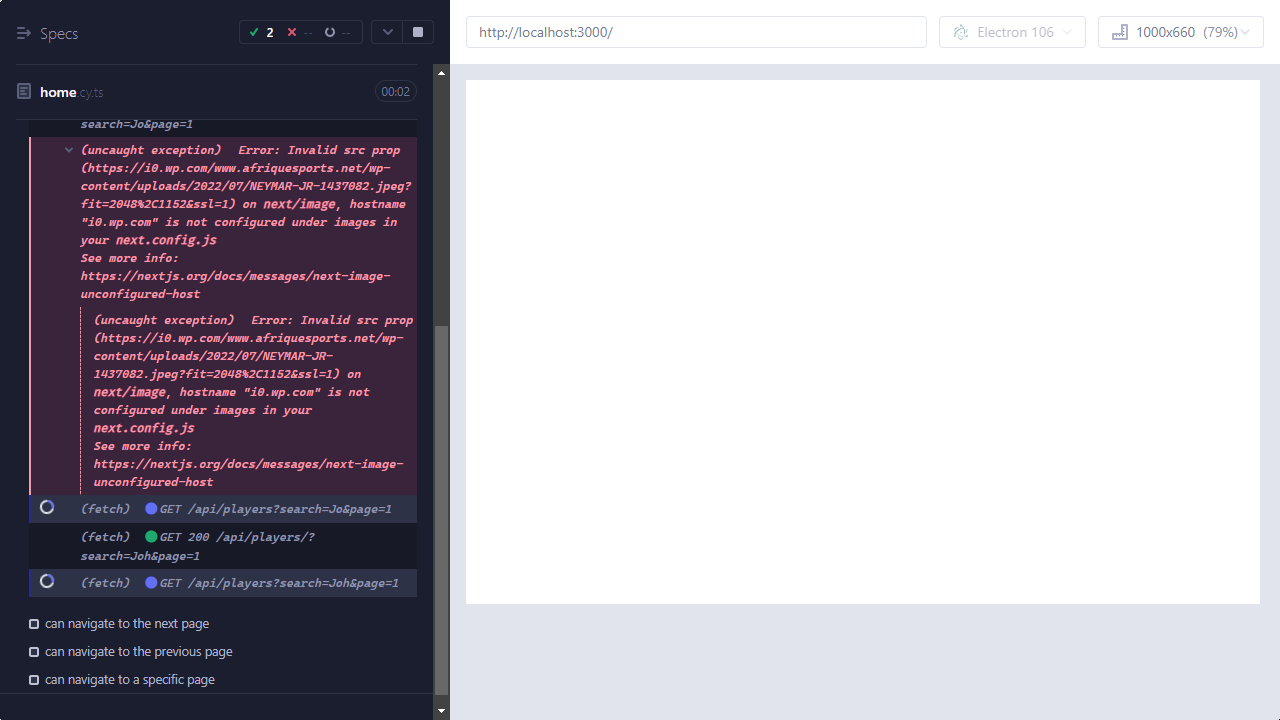 Specs
2 -- --
http://localhost:3000/
Electron 106
1000x660 (79%)
home.cy.ts
00:02
search=Jo&page=1
(uncaught exception) Error: Invalid src prop
(https://i0.wp.com/www.afriquesports.net/wp-
content/uploads/2022/07/NEYMAR-JR-1437082.jpeg?
fit=2048%2C1152&ssl=1) on next/image, hostname
"i0.wp.com" is not configured under images in
your next.config.js
See more info:
https://nextjs.org/docs/messages/next-image-
unconfigured-host
(uncaught exception) Error: Invalid src prop
(https://i0.wp.com/www.afriquesports.net/wp-
content/uploads/2022/07/NEYMAR-JR-
1437082.jpeg?fit=2048%2C1152&ssl=1) on
next/image, hostname "i0.wp.com" is not
configured under images in your
next.config.js
See more info:
https://nextjs.org/docs/messages/next-image-
unconfigured-host
(fetch) GET /api/players?search=Jo&page=1
(fetch) GET 200 /api/players/?
search=Joh&page=1
(fetch) GET /api/players?search=Joh&page=1
can navigate to the next page
can navigate to the previous page
can navigate to a specific page